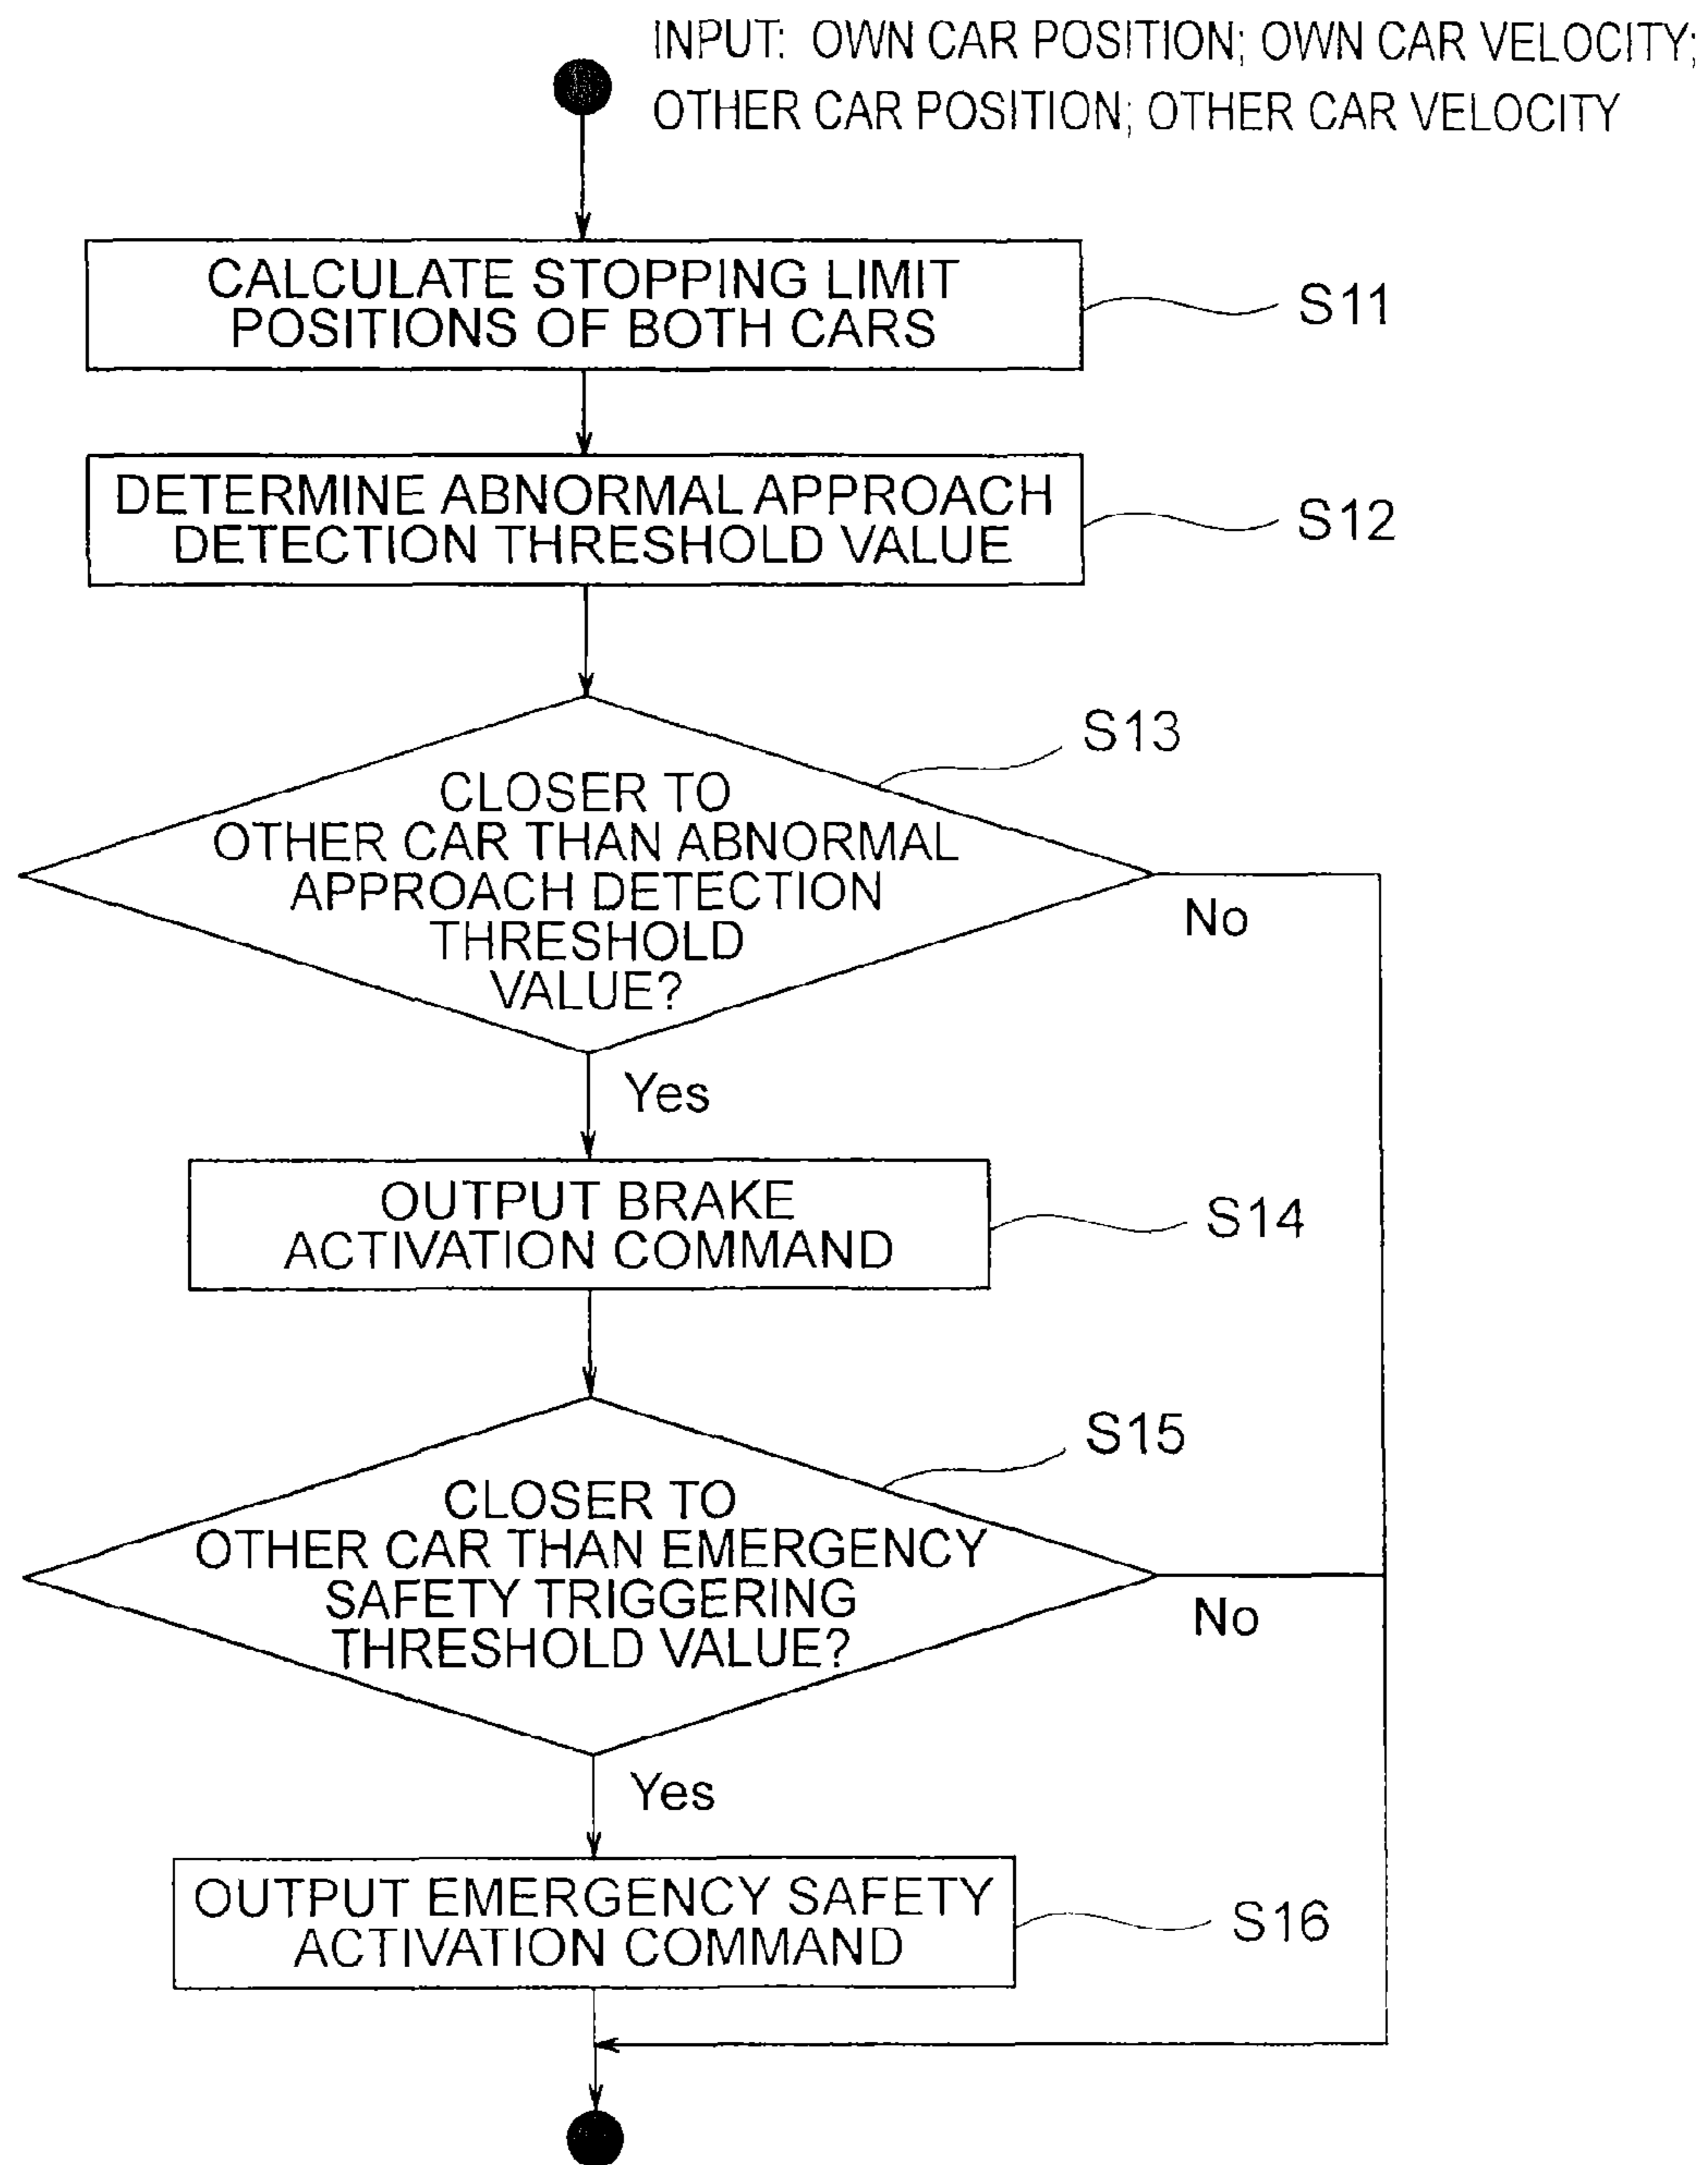 INPUT: OWN CAR POSITION; OWN CAR VELOCITY;
OTHER CAR POSITION; OTHER CAR VELOCITY
CALCULATE STOPPING LIMIT
POSITIONS OF BOTH CARS
S11
DETERMINE ABNORMAL APPROACH
DETECTION THRESHOLD VALUE
S12
S13
CLOSER TO
OTHER CAR THAN ABNORMAL
APPROACH DETECTION
THRESHOLD
VALUE?
No
Yes
OUTPUT BRAKE
ACTIVATION COMMAND
S14
S15
CLOSER TO
OTHER CAR THAN EMERGENCY
SAFETY TRIGGERING
THRESHOLD VALUE?
No
Yes
OUTPUT EMERGENCY SAFETY
ACTIVATION COMMAND
S16